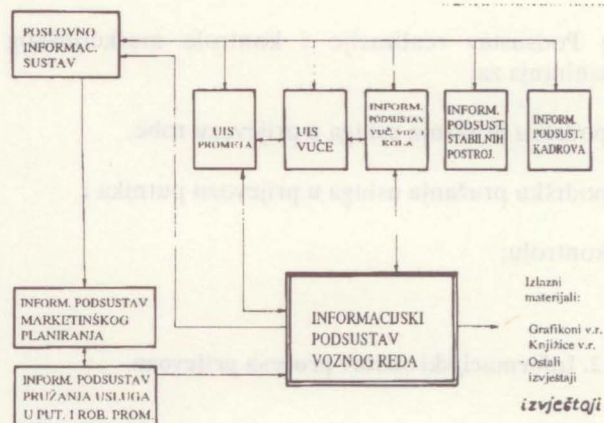 POSLOVNO
INFORMAC.
SUSTAV
UIS
PROMETA
UIS
VUČE
INFORM.
PODSUSTAV
VUČ. VOZ.
KOLA
INFORM.
PODSUST.
STABILNIH
POSTROJ.
INFORM.
PODSUST.
KADROVA
INFORM. PODSUSTAV
MARKETINŠKOG
PLANIRANJA
INFORM. PODSUSTAV
PRUŽANJA USLUGA
U PUT. I ROB. PROM.
INFORMACIJSKI
PODSUSTAV
VOZNOG REDA
Izlazni
materijali:
Grafikoni v.r.
Knjižice v.r.
Ostali
izvještaji
izvještaji